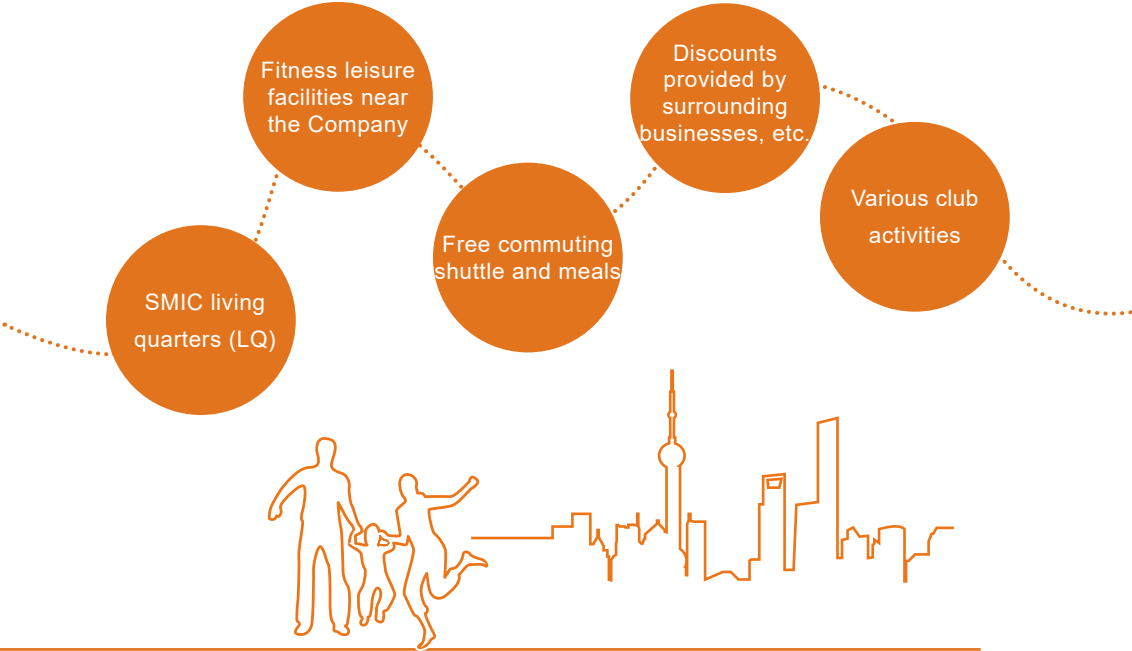 SMIC living
quarters (LQ)
Fitness leisure
facilities near
the Company
Free commuting
shuttle and meals
Discounts
provided by
surrounding
businesses, etc.
Various club
activities